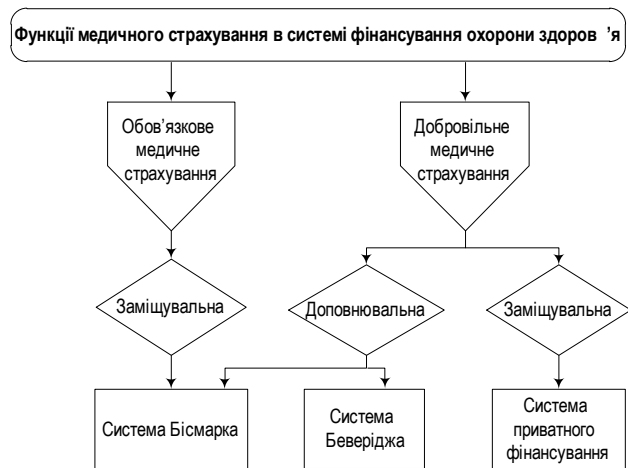 Функції медичного страхування в системі фінансування охорони здоров 'я
Обов'язкове
медичне
страхування
Добровільне
медичне
страхування
Заміщувальна
Доповнювальна
Заміщувальна
Система Бісмарка
Система
Беверіджа
Система
приватного
фінансування